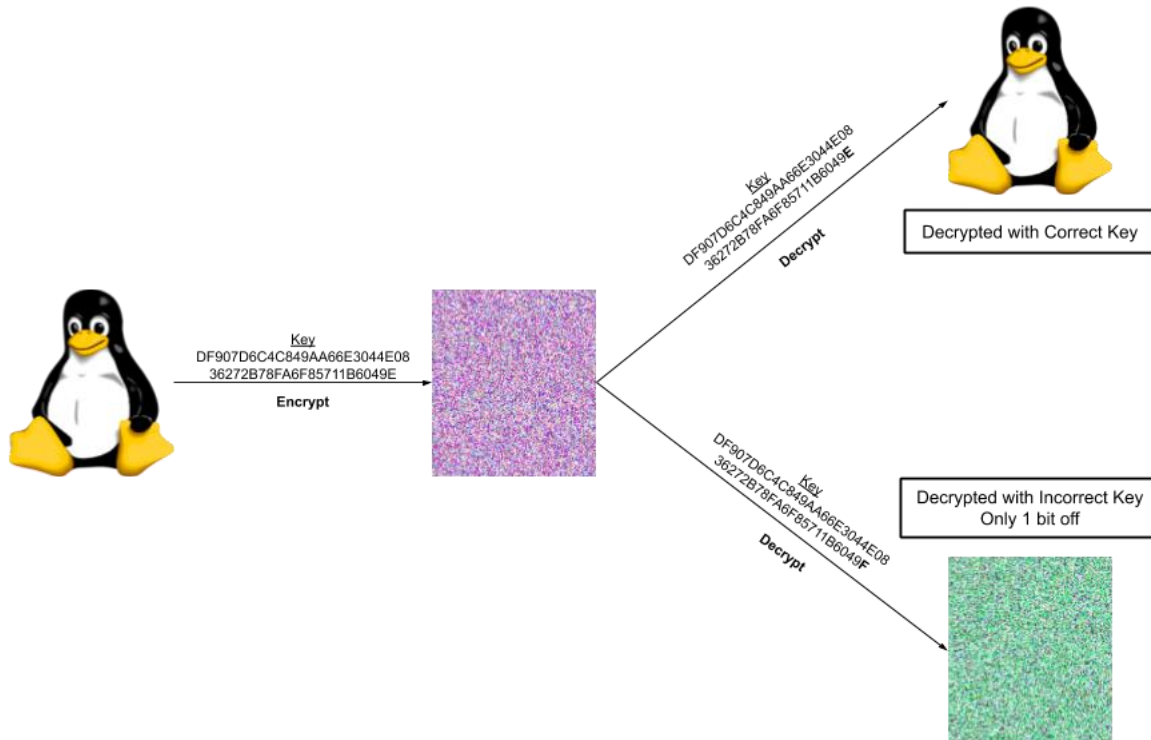 Key
DF907D6C4C849AA66E3044E08
36272B78FA6F85711B6049E
Encrypt
Key
DF907D6C4C849AA66E3044E08
36272B78FA6F85711B6049E
Decrypt
Decrypted with Correct Key
Key
DF907D6C4C849AA66E3044E08
36272B78FA6F85711B6049F
Decrypt
Decrypted with Incorrect Key
Only 1 bit off